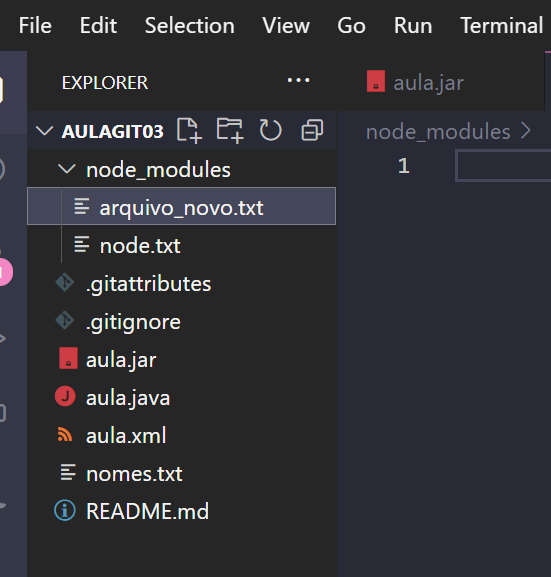 File Edit Selection View Go Run Terminal
EXPLORER ···
aula.jar
AULAGIT03
node_modules >
node_modules
1
arquivo_novo.txt
node.txt
.gitattributes
.gitignore
aula.jar
J aula.java
aula.xml
nomes.txt
README.md